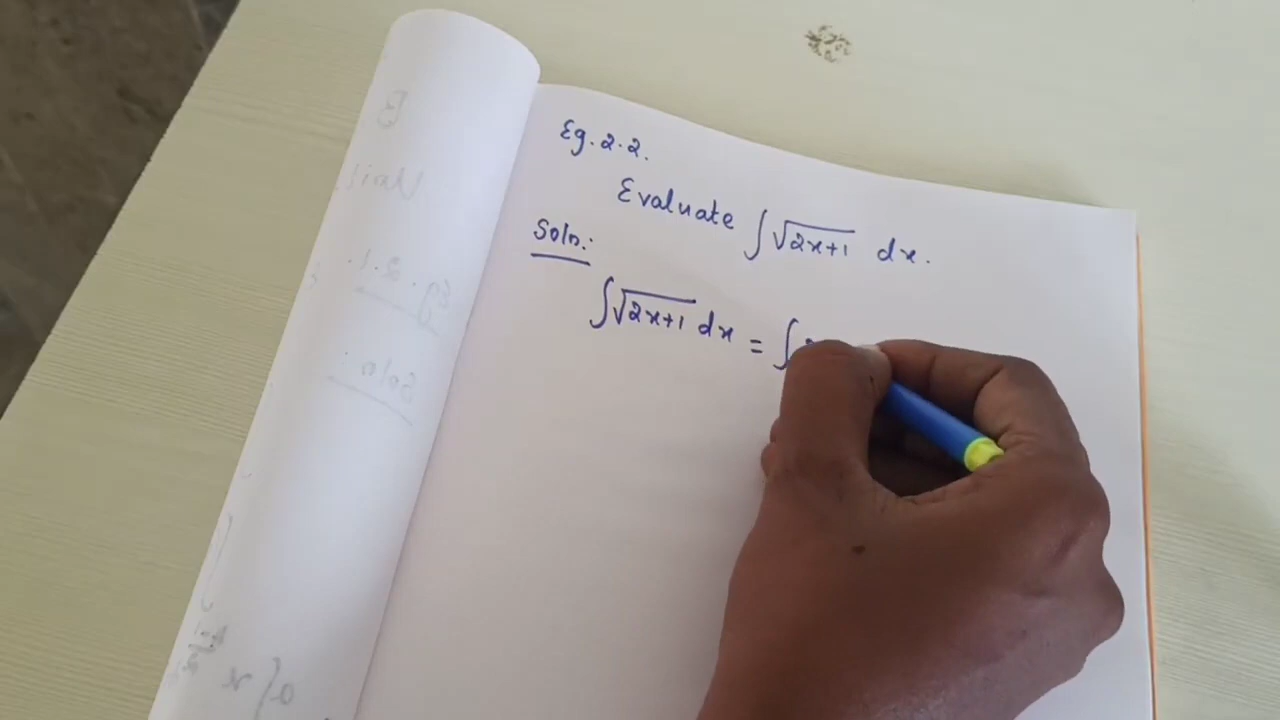 Eg. 2.2.
Evaluate ∫√2x+1 dx.
Soln:-
∫√2x+1 dx = ∫